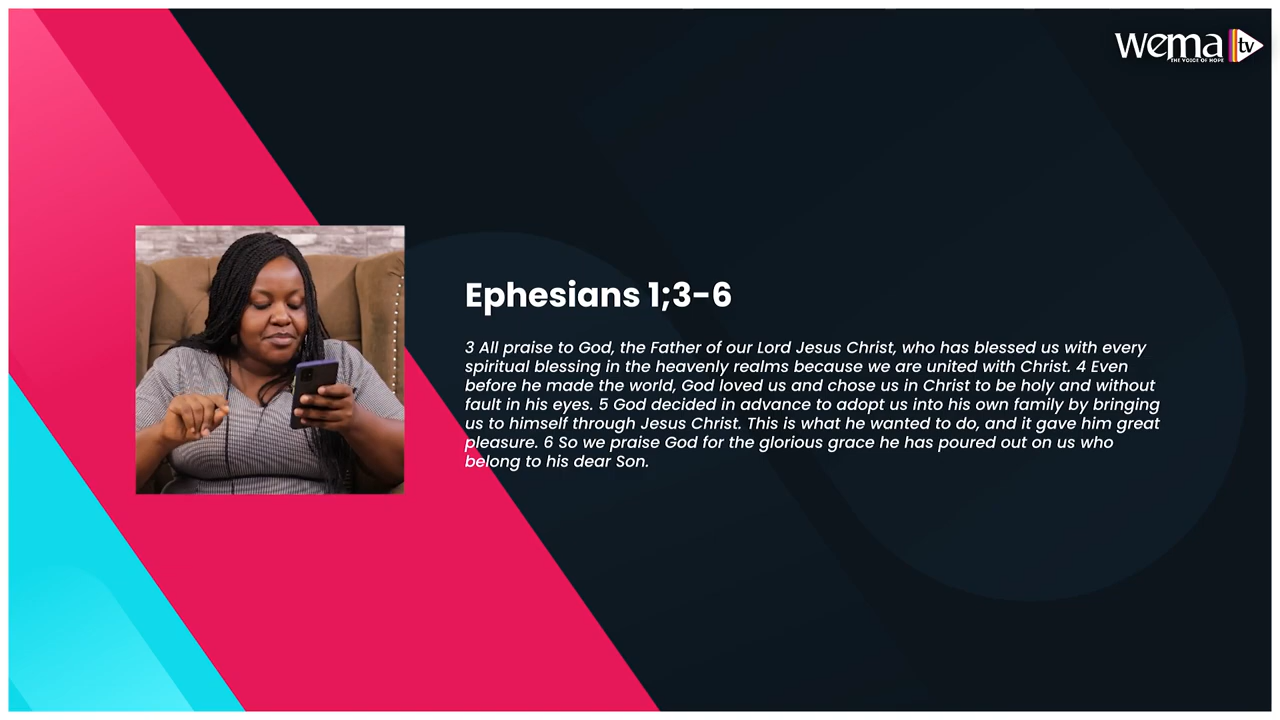 wema tv
THE VOICE OF HOPE
Ephesians 1;3-6
3 All praise to God, the Father of our Lord Jesus Christ, who has blessed us with every
spiritual blessing in the heavenly realms because we are united with Christ. 4 Even
before he made the world, God loved us and chose us in Christ to be holy and without
fault in his eyes. 5 God decided in advance to adopt us into his own family by bringing
us to himself through Jesus Christ. This is what he wanted to do, and it gave him great
pleasure. 6 So we praise God for the glorious grace he has poured out on us who
belong to his dear Son.